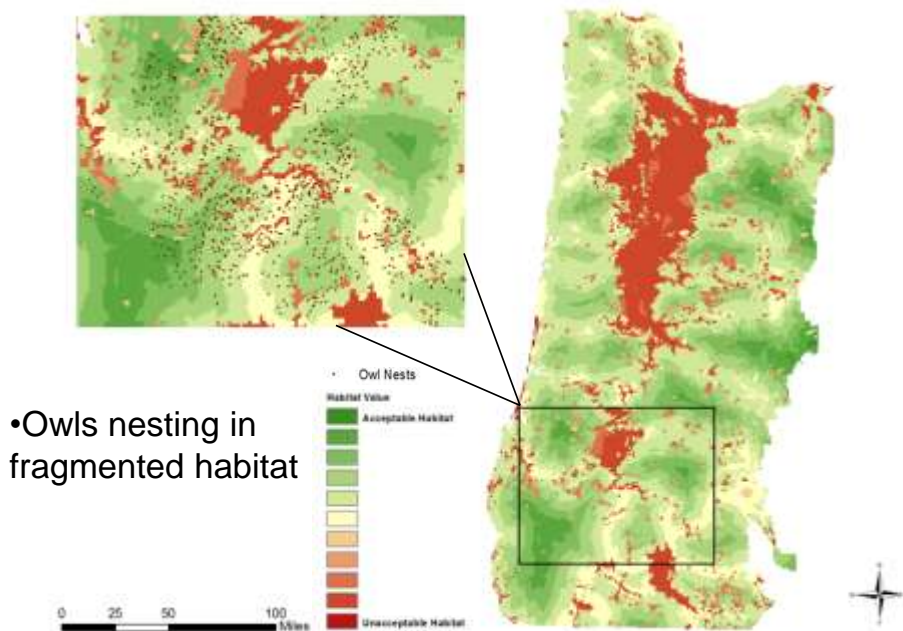 Owl Nests
Habitat Value
Acceptable Habitat
•Owls nesting in
fragmented habitat
0 25 50 100
Miles
Unacceptable Habitat